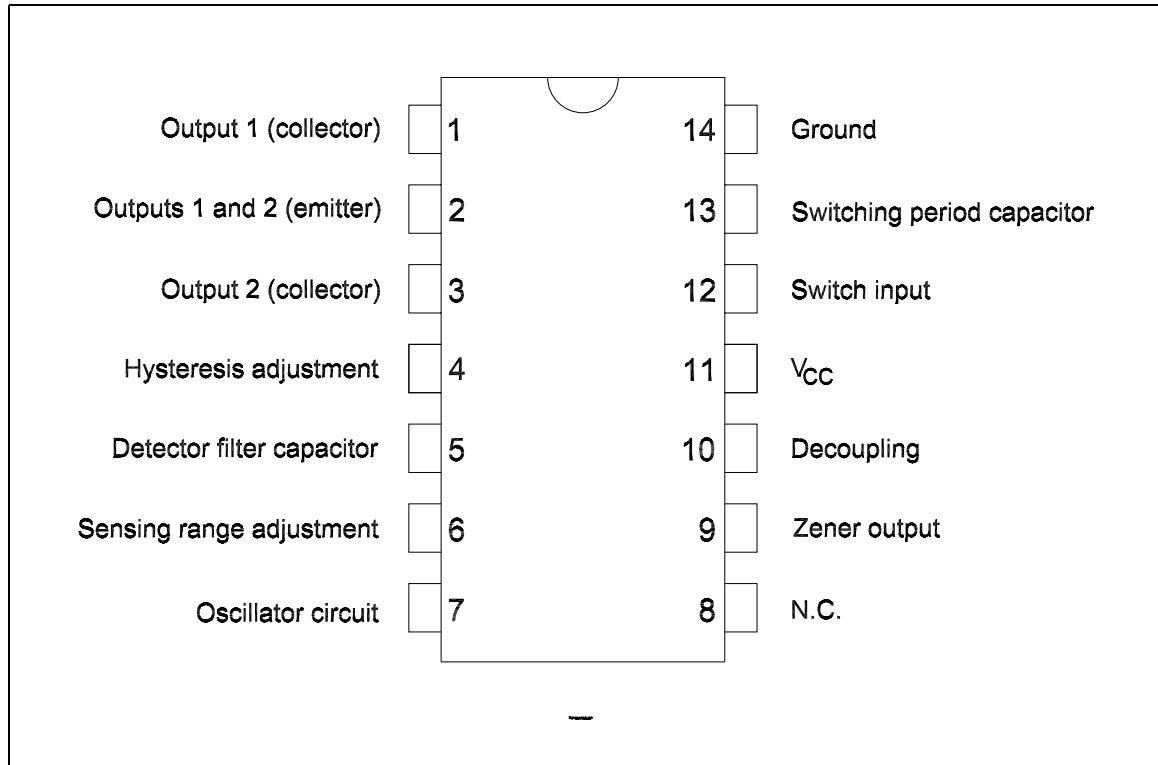 Output 1 (collector) 1 14 Ground
Outputs 1 and 2 (emitter) 2 13 Switching period capacitor
Output 2 (collector) 3 12 Switch input
Hysteresis adjustment 4 11 VCC
Detector filter capacitor 5 10 Decoupling
Sensing range adjustment 6 9 Zener output
Oscillator circuit 7 8 N.C.